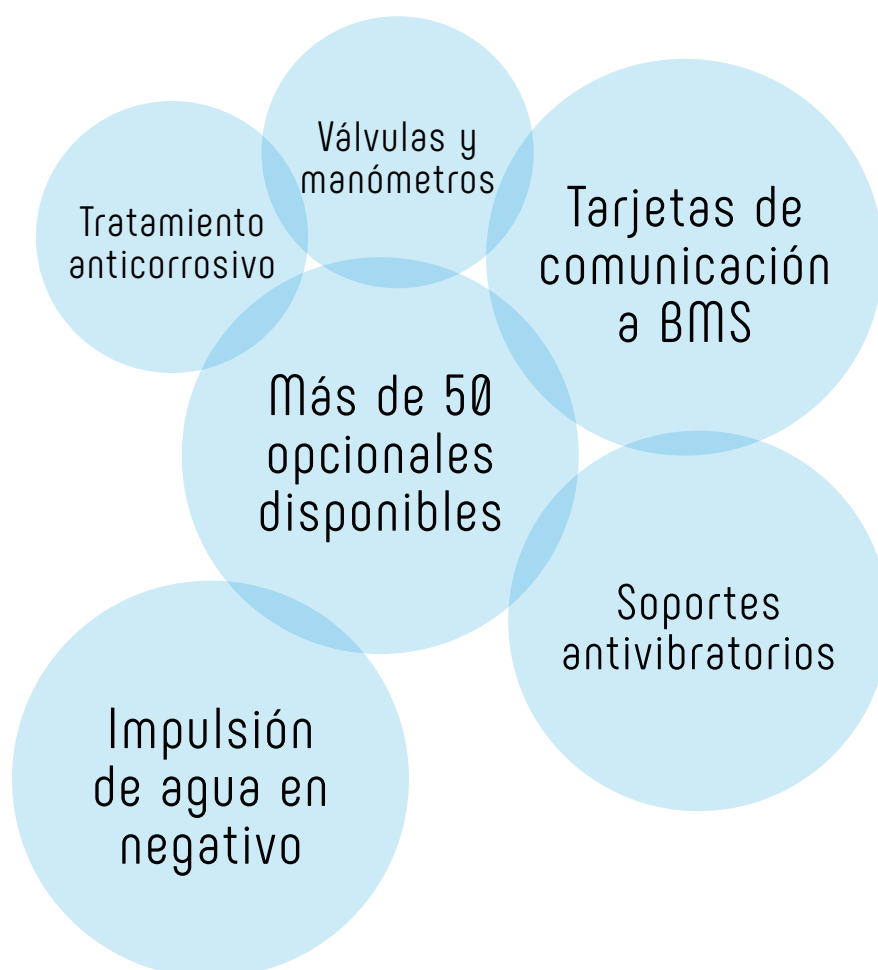 Válvulas y
manómetros
Tratamiento
anticorrosivo
Tarjetas de
comunicación
a BMS
Más de 50
opcionales
disponibles
Soportes
antivibratorios
Impulsión
de agua en
negativo